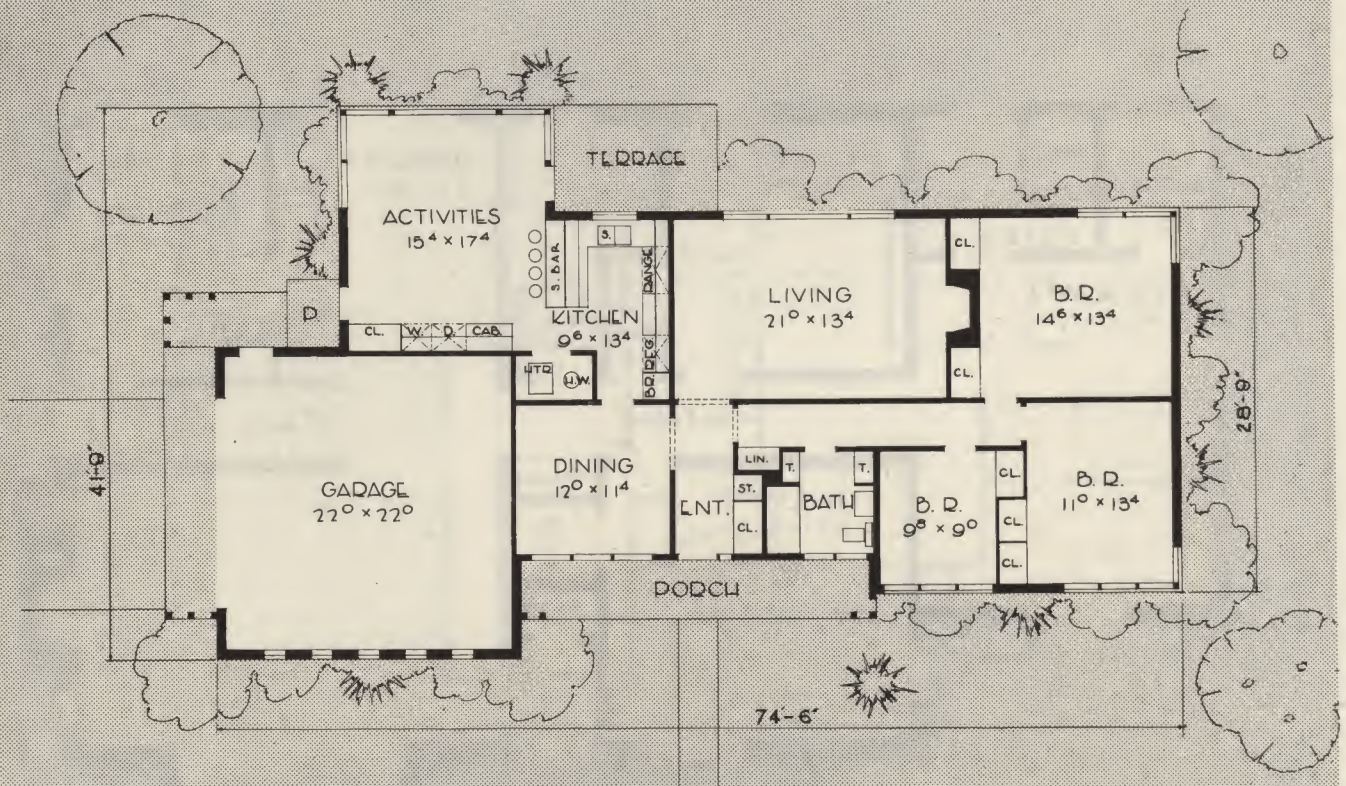 TERRACE
ACTIVITIES
15⁴ × 17⁴
S. BAR
S.
RANGE
KITCHEN
9⁶ × 13⁴
REG.
BR.
LIVING
21⁰ × 13⁴
CL.
CL.
B. R.
14⁶ × 13⁴
D.
CL.
W.
D.
CAB.
HTR.
H.W.
28'-9"
41'-9"
GARAGE
22⁰ × 22⁰
DINING
12⁰ × 11⁴
ENT.
LIN.
ST.
CL.
T.
T.
BATH
B. R.
9⁸ × 9⁰
CL.
CL.
CL.
B. R.
11⁰ × 13⁴
PORCH
74'-6"